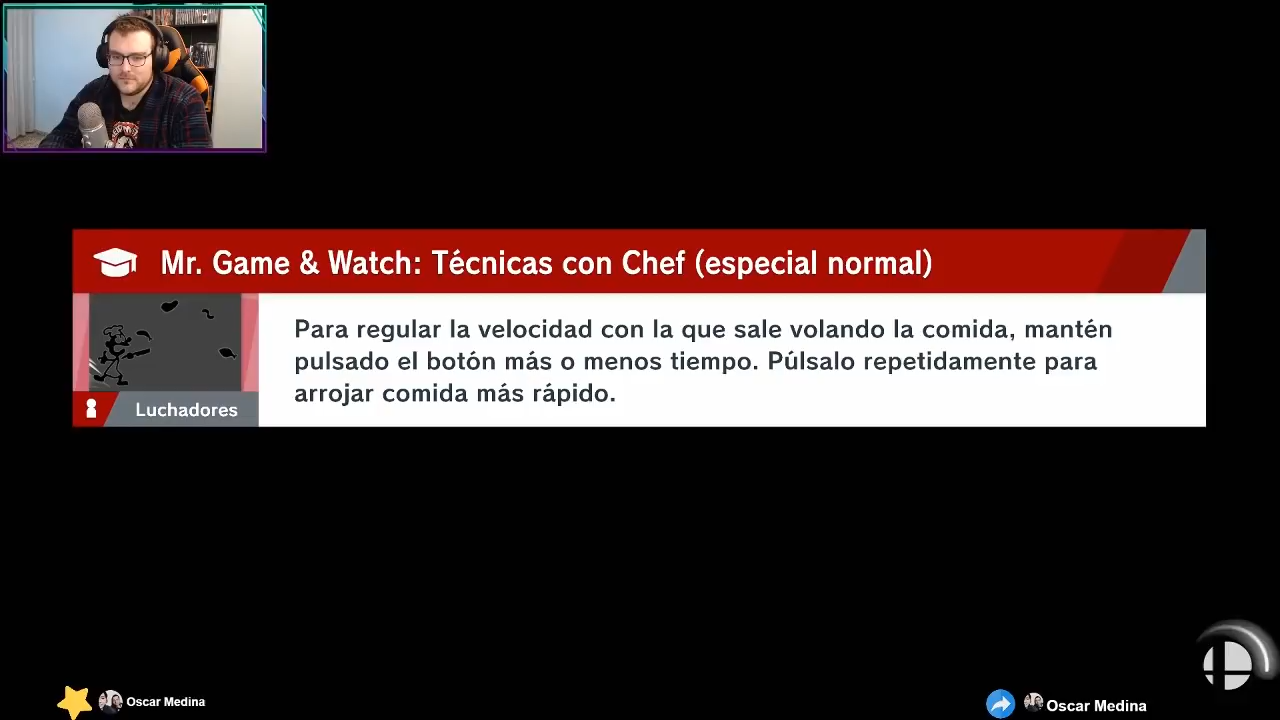 Mr. Game & Watch: Técnicas con Chef (especial normal)
Para regular la velocidad con la que sale volando la comida, mantén
pulsado el botón más o menos tiempo. Púlsalo repetidamente para
arrojar comida más rápido.
Luchadores
Oscar Medina
Oscar Medina